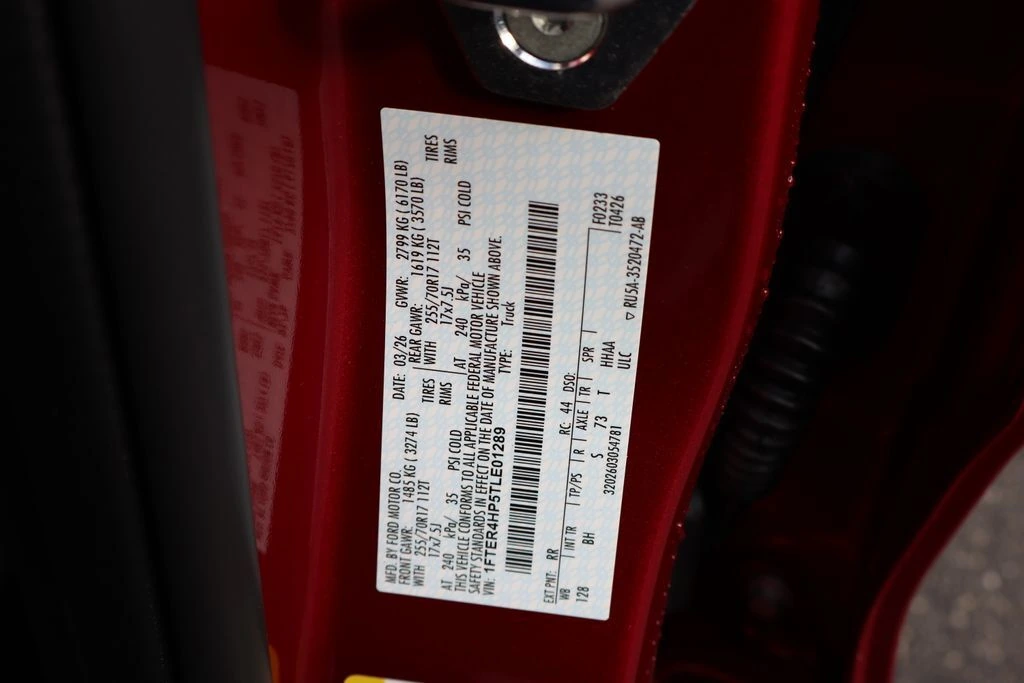 MFD. BY FORD MOTOR CO.
DATE: 03/26 GVWR: 2799 KG ( 6170 LB)
FRONT GAWR: 1485 KG ( 3274 LB) REAR GAWR: 1619 KG ( 3570 LB)
WITH 255/70R17 112T TIRES WITH 255/70R17 112T TIRES
17x7.5J RIMS 17x7.5J RIMS
AT 240 kPa/ 35 PSI COLD AT 240 kPa/ 35 PSI COLD
THIS VEHICLE CONFORMS TO ALL APPLICABLE FEDERAL MOTOR VEHICLE
SAFETY STANDARDS IN EFFECT ON THE DATE OF MANUFACTURE SHOWN ABOVE.
VIN: 1FTER4HP5TLE01289 TYPE: Truck
EXT PNT: RR RC: 44 DSO: F0233
WB INT TR TP/PS R AXLE TR SPR T0426
128 BH S 73 T HHAA
320260305478I ULC ▽ RU5A-3520472-AB